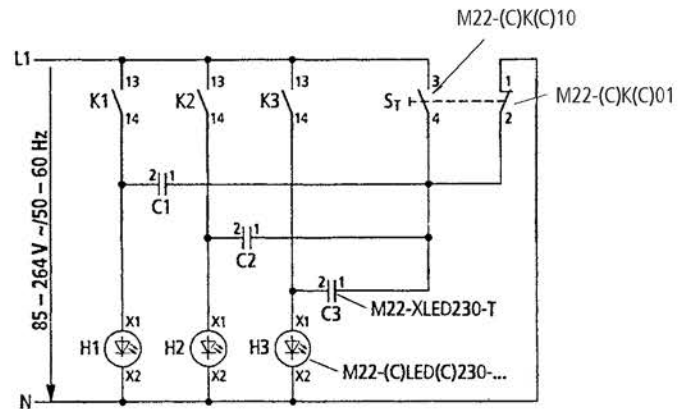 M22-(C)K(C)10
L1
13
13
13
3
1
K1
K2
K3
S_T
M22-(C)K(C)01
14
14
14
4
2
85 – 264 V ~/50 – 60 Hz
2 1
C1
2 1
C2
2 1
C3
M22-XLED230-T
X1
X1
X1
H1
H2
H3
M22-(C)LED(C)230-...
X2
X2
X2
N